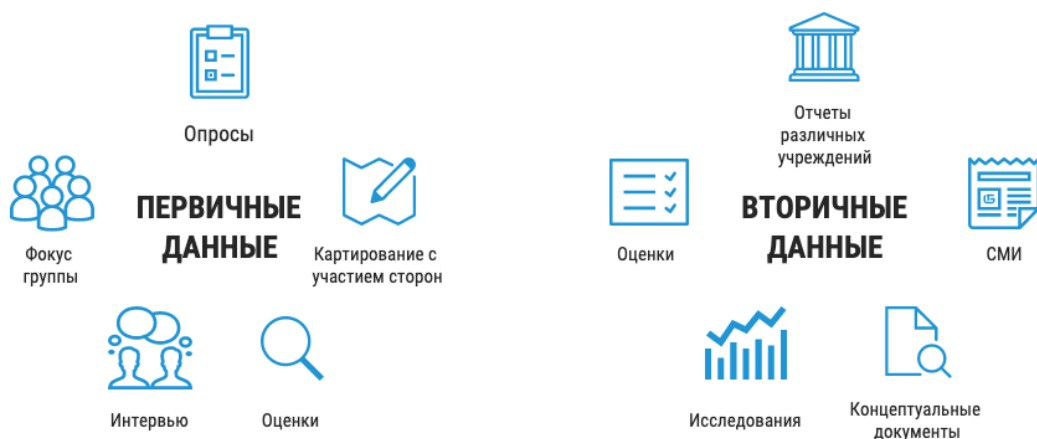 Опросы
Фокус
группы
ПЕРВИЧНЫЕ
ДАННЫЕ
Картирование с
участием сторон
Интервью
Оценки
Отчеты
различных
учреждений
Оценки
ВТОРИЧНЫЕ
ДАННЫЕ
СМИ
Исследования
Концептуальные
документы